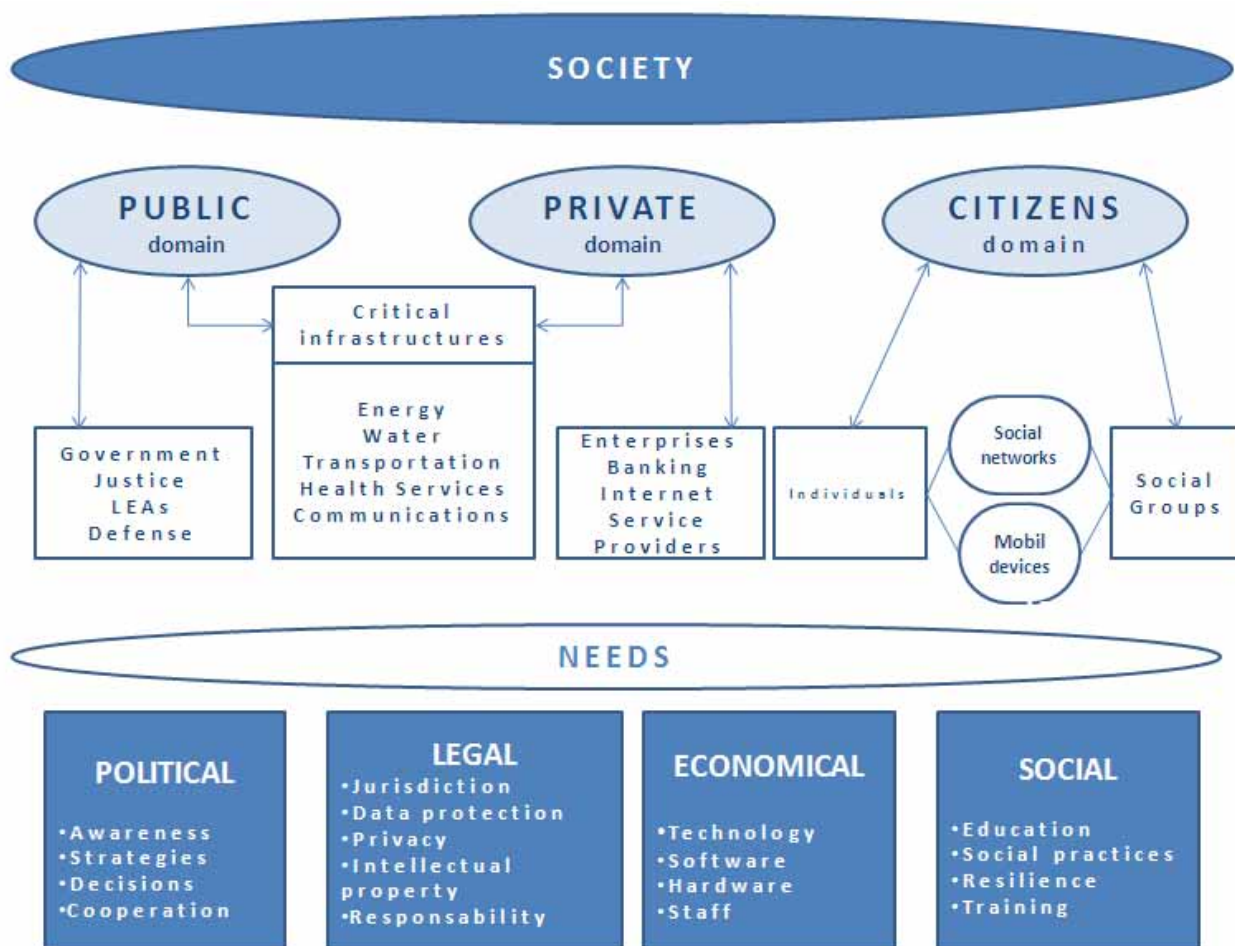 SOCIETY
PUBLIC
domain
PRIVATE
domain
CITIZENS
domain
Critical
infrastructures
Energy
Water
Transportation
Health Services
Communications
Government
Justice
LEAs
Defense
Enterprises
Banking
Internet
Service
Providers
Individuals
Social
networks
Mobil
devices
Social
Groups
NEEDS
POLITICAL
•Awareness
•Strategies
•Decisions
•Cooperation
LEGAL
•Jurisdiction
•Data protection
•Privacy
•Intellectual
property
•Responsability
ECONOMICAL
•Technology
•Software
•Hardware
•Staff
SOCIAL
•Education
•Social practices
•Resilience
•Training